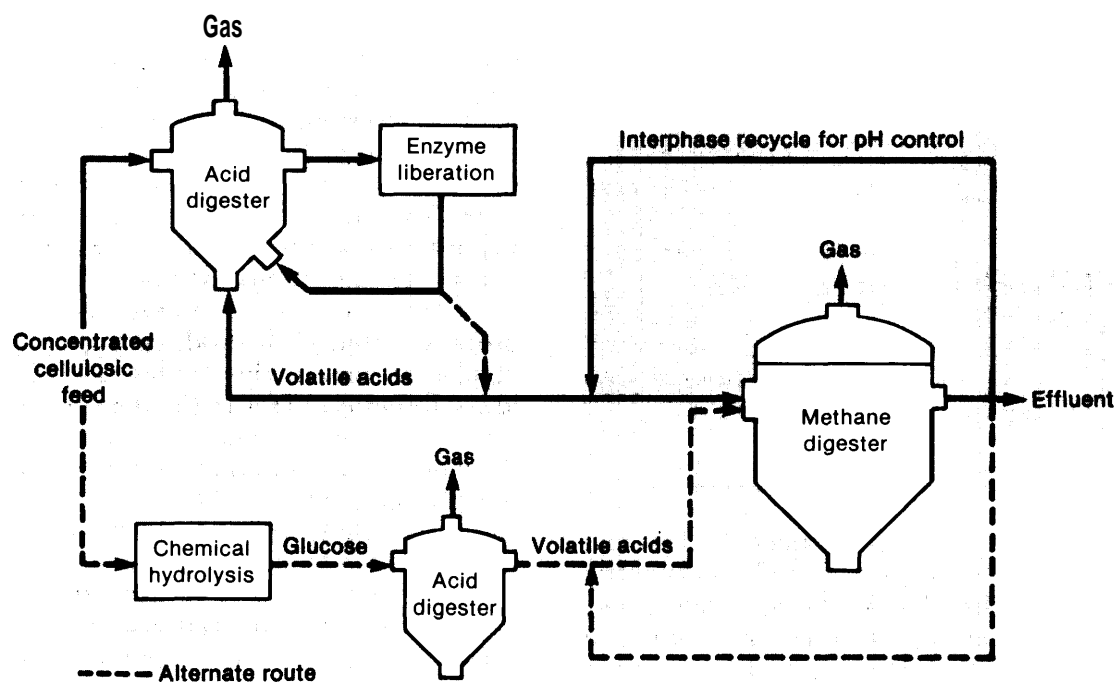 Gas
Acid
digester
Enzyme
liberation
Interphase recycle for pH control
Gas
Concentrated
cellulosic
feed
Volatile acids
Methane
digester
Effluent
Gas
Chemical
hydrolysis
Glucose
Acid
digester
Volatile acids
Alternate route